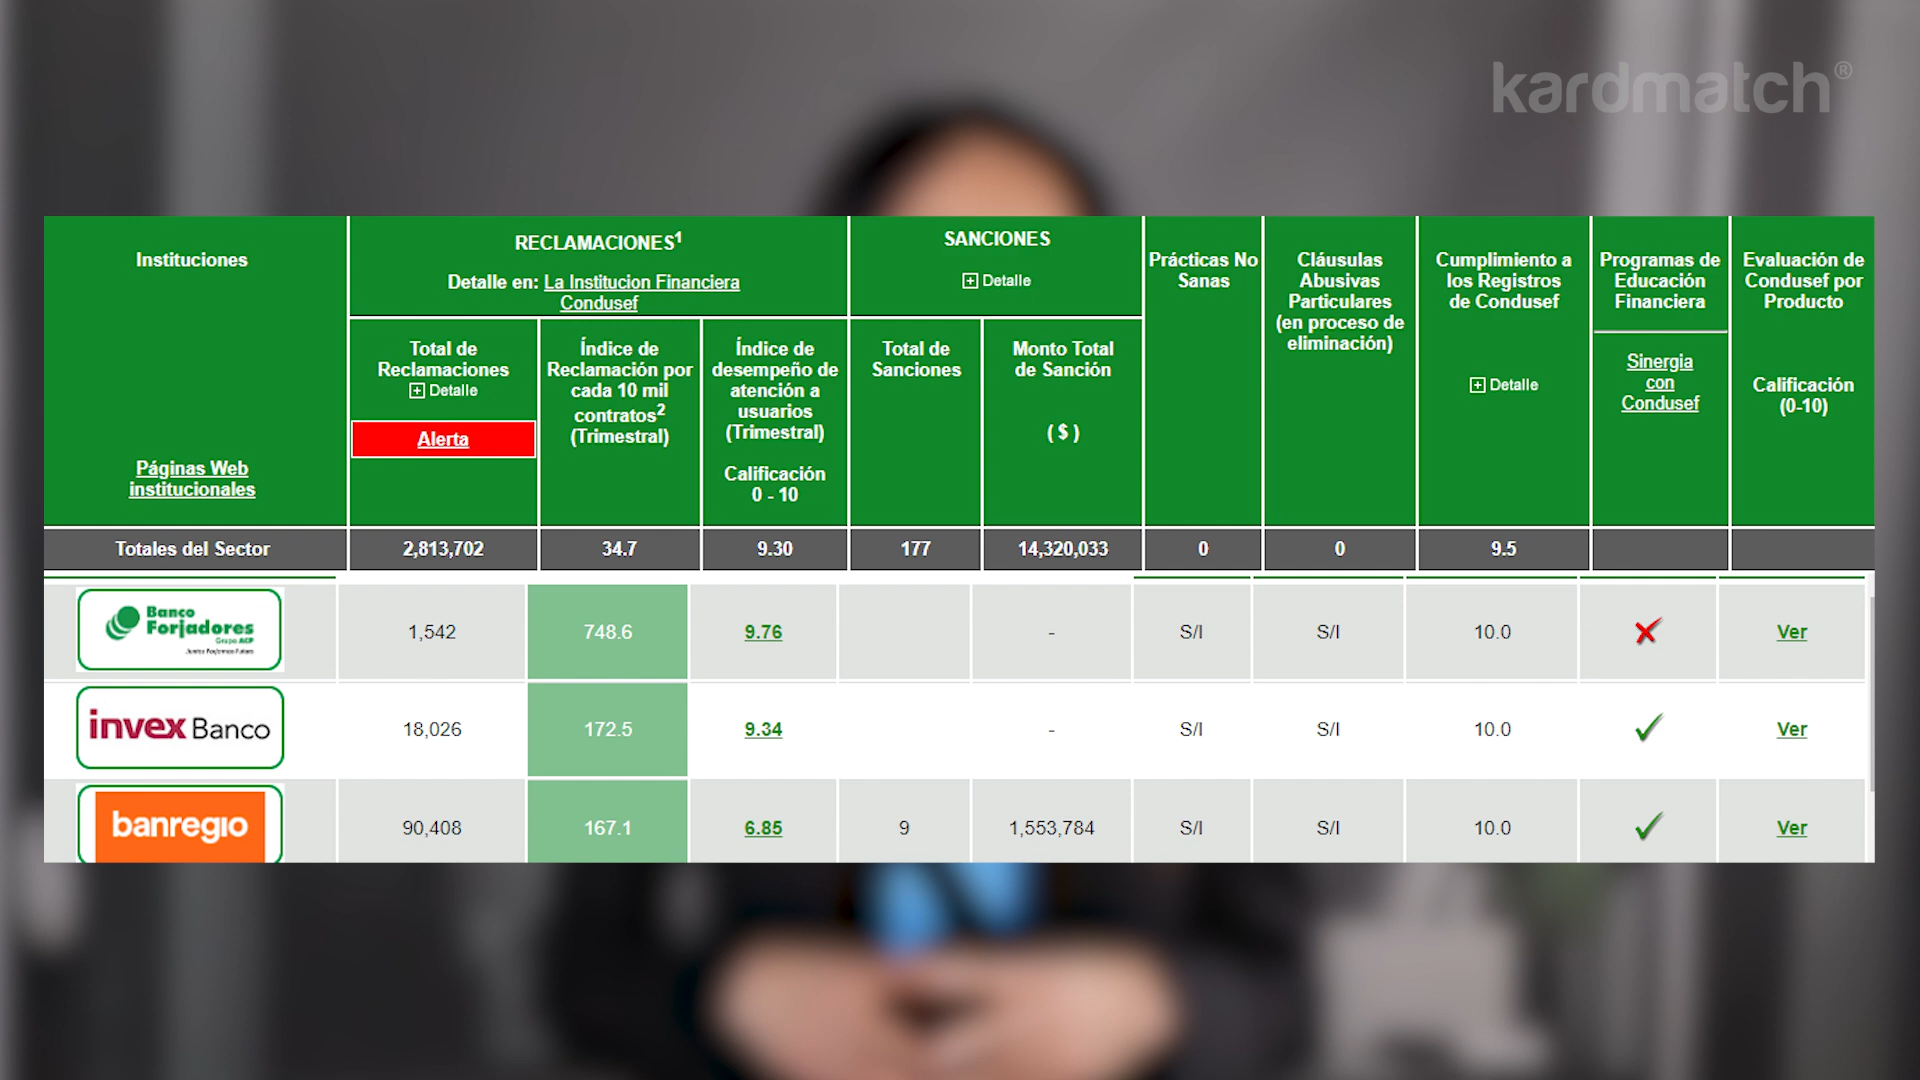 kardmatch®
Instituciones
Páginas Web
institucionales
RECLAMACIONES¹
Detalle en: La Institucion Financiera
Condusef
Total de
Reclamaciones
Detalle
Alerta
Índice de
Reclamación por
cada 10 mil
contratos²
(Trimestral)
Índice de
desempeño de
atención a
usuarios
(Trimestral)
Calificación
0 - 10
SANCIONES
Detalle
Total de
Sanciones
Monto Total
de Sanción
( $ )
Prácticas No
Sanas
Cláusulas
Abusivas
Particulares
(en proceso de
eliminación)
Cumplimiento a
los Registros
de Condusef
Detalle
Programas de
Educación
Financiera
Sinergia
con
Condusef
Evaluación de
Condusef por
Producto
Calificación
(0-10)
Totales del Sector 2,813,702 34.7 9.30 177 14,320,033 0 0 9.5
Banco
Forjadores
Grupo ACP
Juntos Forjamos Futuro
1,542 748.6 9.76 - S/I S/I 10.0 Ver
invex Banco 18,026 172.5 9.34 - S/I S/I 10.0 Ver
banregio 90,408 167.1 6.85 9 1,553,784 S/I S/I 10.0 Ver